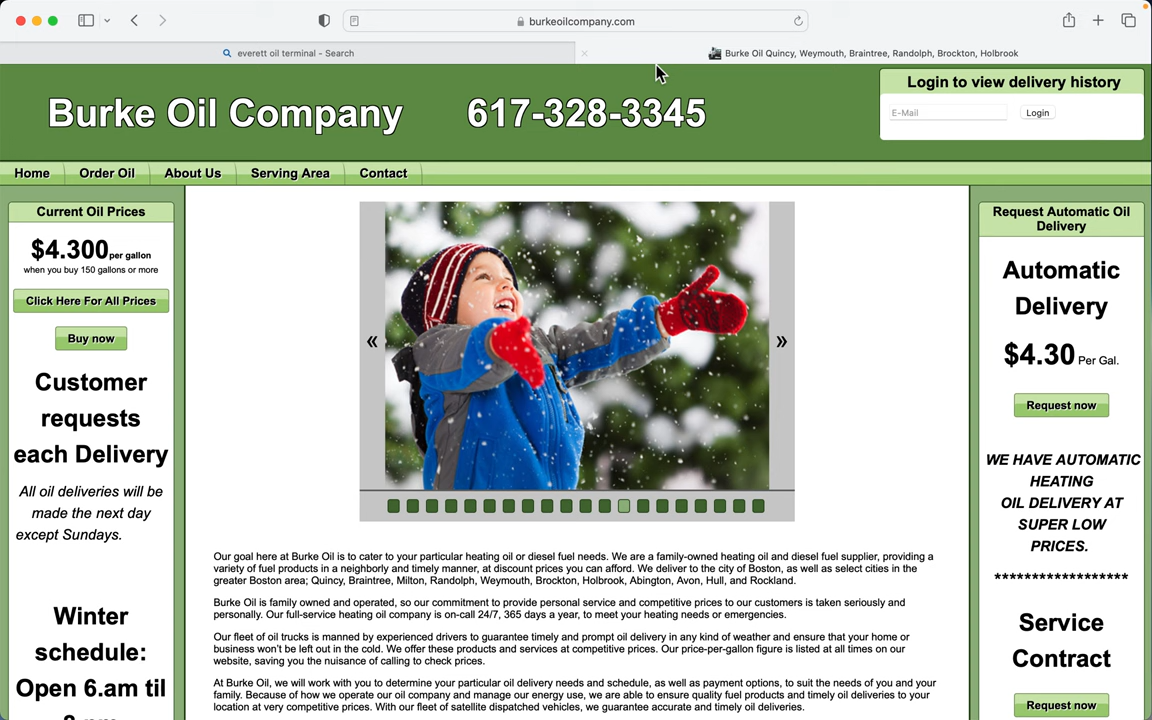 burkeoilcompany.com
everett oil terminal - Search
Burke Oil Quincy, Weymouth, Braintree, Randolph, Brockton, Holbrook
Burke Oil Company 617-328-3345
Login to view delivery history
E-Mail
Login
Home
Order Oil
About Us
Serving Area
Contact
Current Oil Prices
$4.300 per gallon
when you buy 150 gallons or more
Click Here For All Prices
Buy now
Customer
requests
each Delivery
All oil deliveries will be
made the next day
except Sundays.
Winter
schedule:
Open 6.am til
«
»
Our goal here at Burke Oil is to cater to your particular heating oil or diesel fuel needs. We are a family-owned heating oil and diesel fuel supplier, providing a
variety of fuel products in a neighborly and timely manner, at discount prices you can afford. We deliver to the city of Boston, as well as select cities in the
greater Boston area; Quincy, Braintree, Milton, Randolph, Weymouth, Brockton, Holbrook, Abington, Avon, Hull, and Rockland.
Burke Oil is family owned and operated, so our commitment to provide personal service and competitive prices to our customers is taken seriously and
personally. Our full-service heating oil company is on-call 24/7, 365 days a year, to meet your heating needs or emergencies.
Our fleet of oil trucks is manned by experienced drivers to guarantee timely and prompt oil delivery in any kind of weather and ensure that your home or
business won't be left out in the cold. We offer these products and services at competitive prices. Our price-per-gallon figure is listed at all times on our
website, saving you the nuisance of calling to check prices.
At Burke Oil, we will work with you to determine your particular oil delivery needs and schedule, as well as payment options, to suit the needs of you and your
family. Because of how we operate our oil company and manage our energy use, we are able to ensure quality fuel products and timely oil deliveries to your
location at very competitive prices. With our fleet of satellite dispatched vehicles, we guarantee accurate and timely oil deliveries.
Request Automatic Oil
Delivery
Automatic
Delivery
$4.30 Per Gal.
Request now
WE HAVE AUTOMATIC
HEATING
OIL DELIVERY AT
SUPER LOW
PRICES.
******************
Service
Contract
Request now